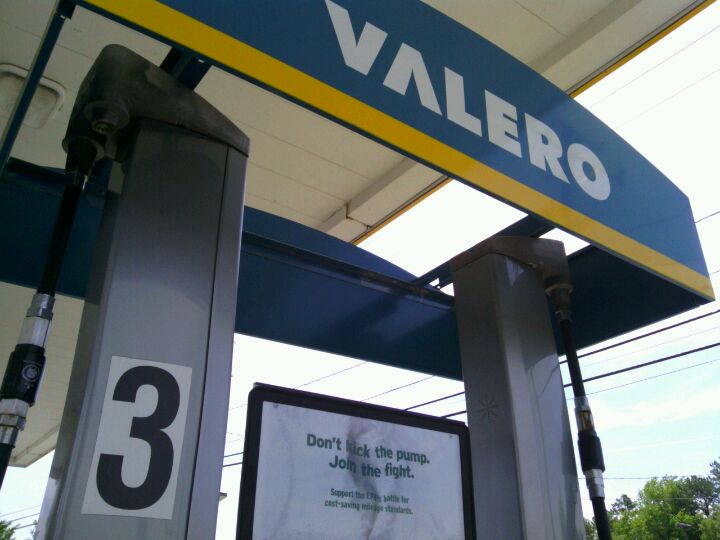 VALERO
3
Don't kick the pump.
Join the fight.
Support the EPA's battle for
cost-saving mileage standards.